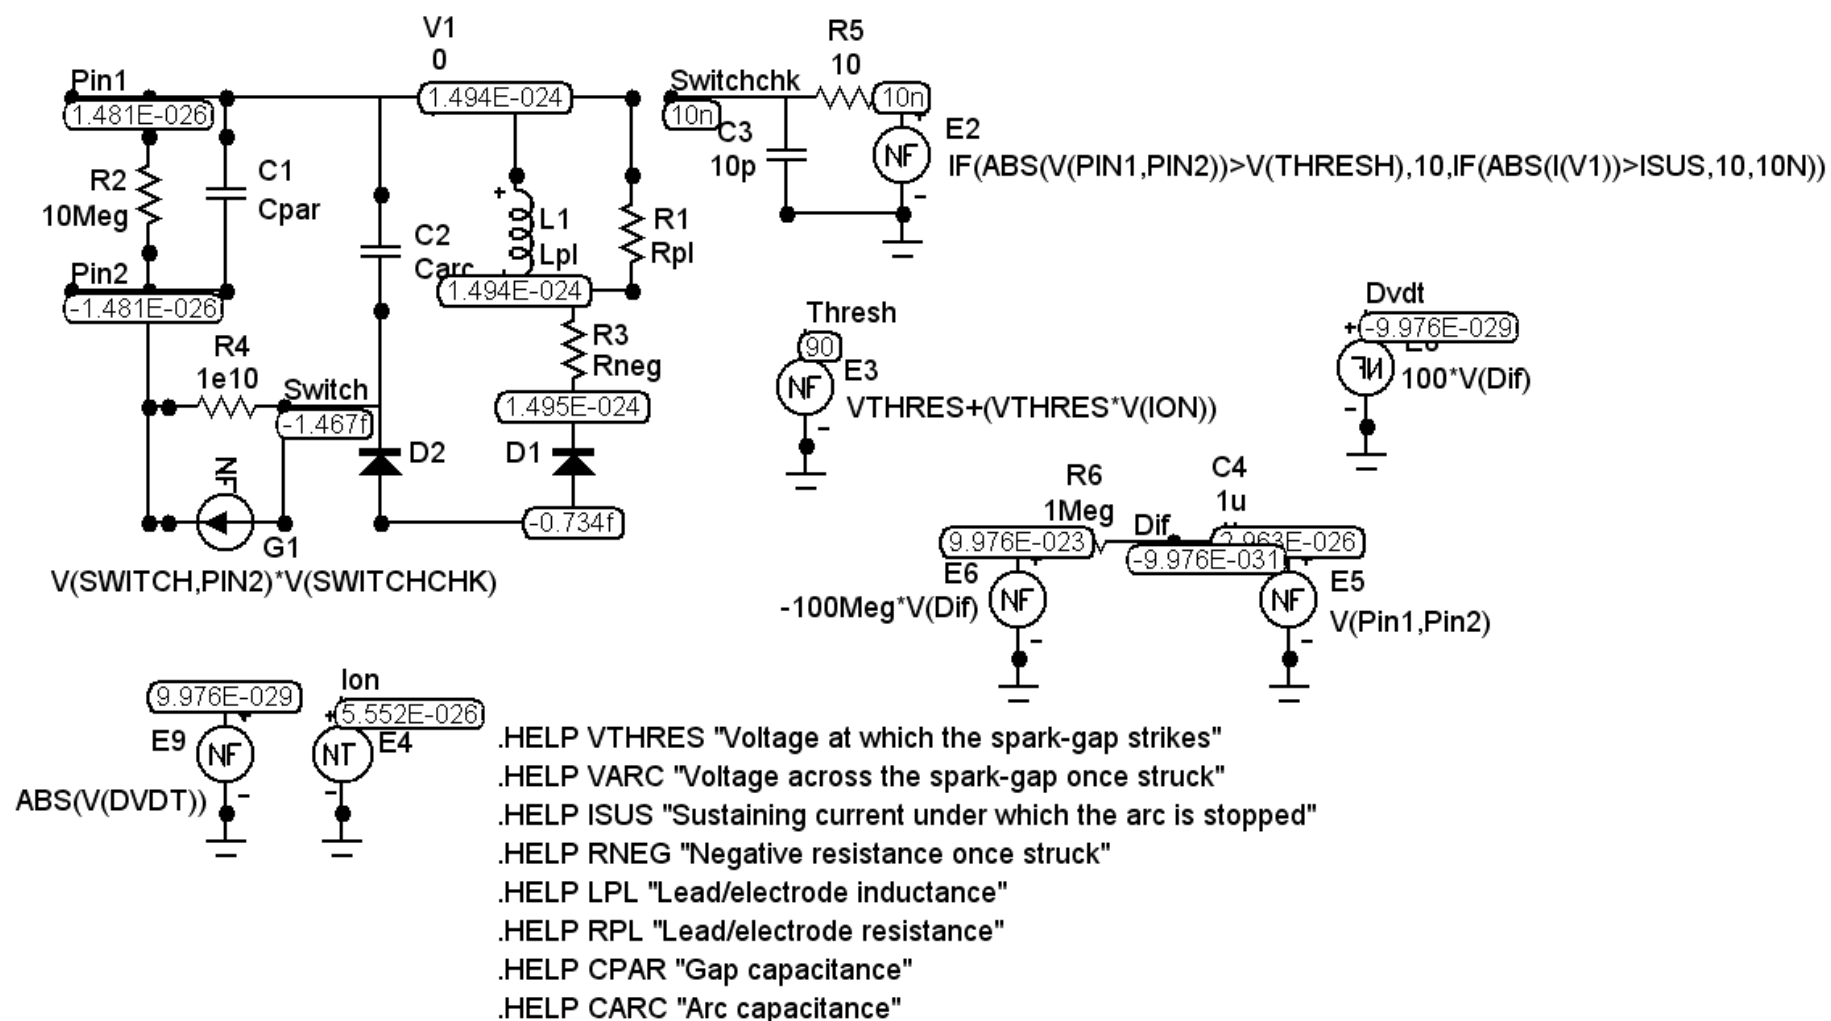 V1
0
R5
10
Pin1
1.481E-026
1.494E-024
Switchchk
10n
10n
C3
10p
E2
NF
IF(ABS(V(PIN1,PIN2))>V(THRESH),10,IF(ABS(I(V1))>ISUS,10,10N))
R2
10Meg
C1
Cpar
L1
Lpl
R1
Rpl
C2
Carc
Pin2
-1.481E-026
1.494E-024
Dvdt
-9.976E-029
NF
100*V(Dif)
Thresh
90
NF
E3
VTHRES+(VTHRES*V(ION))
R3
Rneg
R4
1e10
Switch
-1.467f
1.495E-024
D2
D1
NF
G1
-0.734f
V(SWITCH,PIN2)*V(SWITCHCHK)
R6
1Meg
C4
1u
Dif
9.976E-023
2.963E-026
-9.976E-031
E6
NF
-100Meg*V(Dif)
NF
E5
V(Pin1,Pin2)
Ion
9.976E-029
5.552E-026
E9
NF
NT
E4
ABS(V(DVDT))
.HELP VTHRES "Voltage at which the spark-gap strikes"
.HELP VARC "Voltage across the spark-gap once struck"
.HELP ISUS "Sustaining current under which the arc is stopped"
.HELP RNEG "Negative resistance once struck"
.HELP LPL "Lead/electrode inductance"
.HELP RPL "Lead/electrode resistance"
.HELP CPAR "Gap capacitance"
.HELP CARC "Arc capacitance"